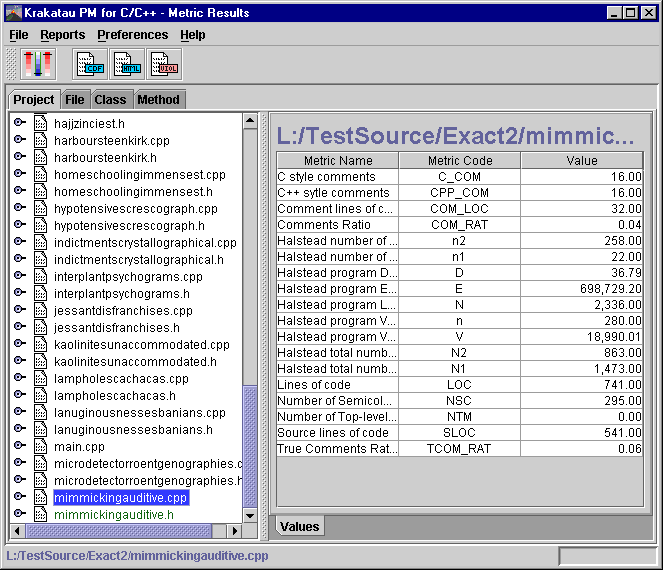 Krakatau PM for C/C++ - Metric Results
File Reports Preferences Help
CDF HTML VIOL
Project File Class Method
hajjzinciest.h
harboursteenkirk.cpp
harboursteenkirk.h
homeschoolingimmensest.cpp
homeschoolingimmensest.h
hypotensivescrescograph.cpp
hypotensivescrescograph.h
indictmentscrystallographical.cpp
indictmentscrystallographical.h
interplantpsychograms.cpp
interplantpsychograms.h
jessantdisfranchises.cpp
jessantdisfranchises.h
kaolinitesunaccommodated.cpp
kaolinitesunaccommodated.h
lampholescachacas.cpp
lampholescachacas.h
lanuginousnessesbanians.cpp
lanuginousnessesbanians.h
main.cpp
microdetectorroentgenographies.c
microdetectorroentgenographies.h
mimmickingauditive.cpp
mimmickingauditive.h
L:/TestSource/Exact2/mimmic...
Metric Name Metric Code Value
C style comments C_COM 16.00
C++ sytle comments CPP_COM 16.00
Comment lines of c... COM_LOC 32.00
Comments Ratio COM_RAT 0.04
Halstead number of ... n2 258.00
Halstead number of ... n1 22.00
Halstead program D... D 36.79
Halstead program E... E 698,729.20
Halstead program L... N 2,336.00
Halstead program V... n 280.00
Halstead program V... V 18,990.01
Halstead total numb... N2 863.00
Halstead total numb... N1 1,473.00
Lines of code LOC 741.00
Number of Semicol... NSC 295.00
Number of Top-level... NTM 0.00
Source lines of code SLOC 541.00
True Comments Rat... TCOM_RAT 0.06
Values
L:/TestSource/Exact2/mimmickingauditive.cpp